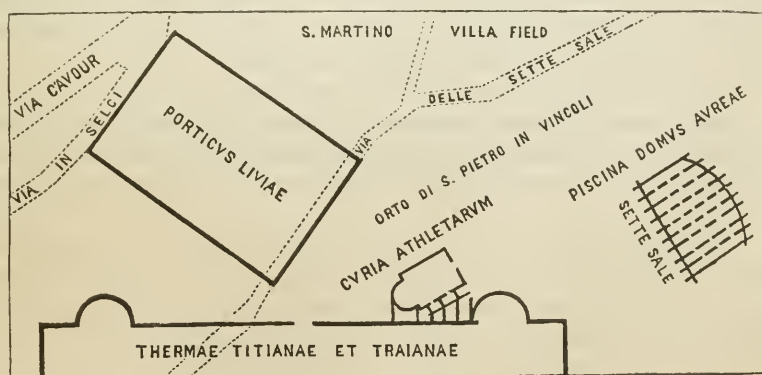 S. MARTINO
VILLA FIELD
VIA CAVOUR
VIA IN SELCI
PORTICVS LIVIAE
VIA DELLE SETTE SALE
ORTO DI S. PIETRO IN VINCOLI
PISCINA DOMVS AVREAE
SETTE SALE
CVRIA ATHLETARVM
THERMAE TITIANAE ET TRAIANAE